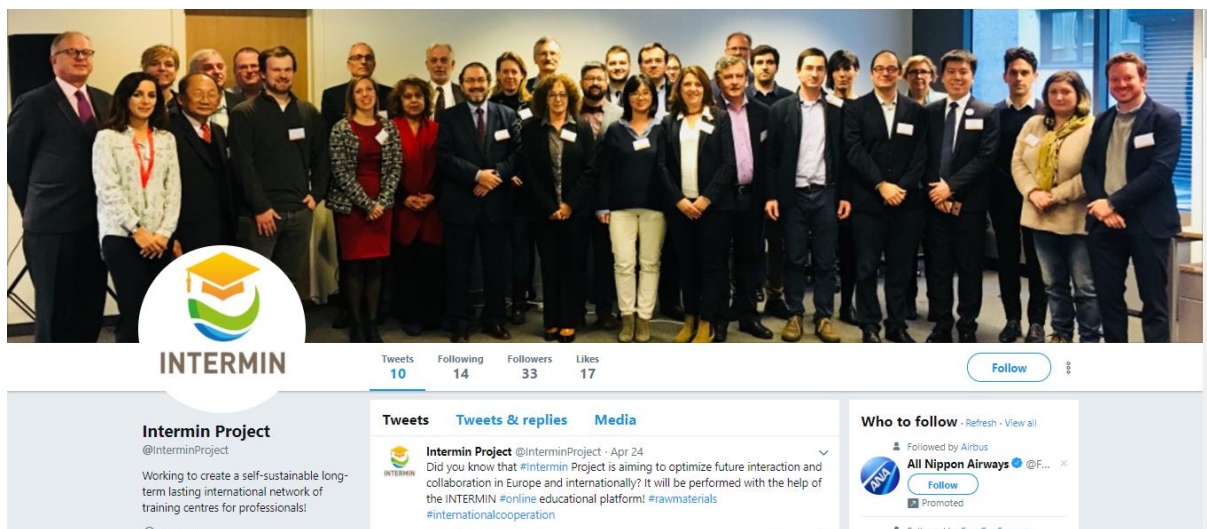 INTERMIN
Tweets Following Followers Likes
10 14 33 17
Follow
Intermin Project
@InterminProject
Working to create a self-sustainable long-
term lasting international network of
training centres for professionals!
Tweets Tweets & replies Media
INTERMIN
Intermin Project @InterminProject · Apr 24
Did you know that #Intermin Project is aiming to optimize future interaction and
collaboration in Europe and internationally? It will be performed with the help of
the INTERMIN #online educational platform! #rawmaterials
#internationalcooperation
Who to follow · Refresh · View all
Followed by Airbus
ANA
All Nippon Airways @F...
Follow
Promoted